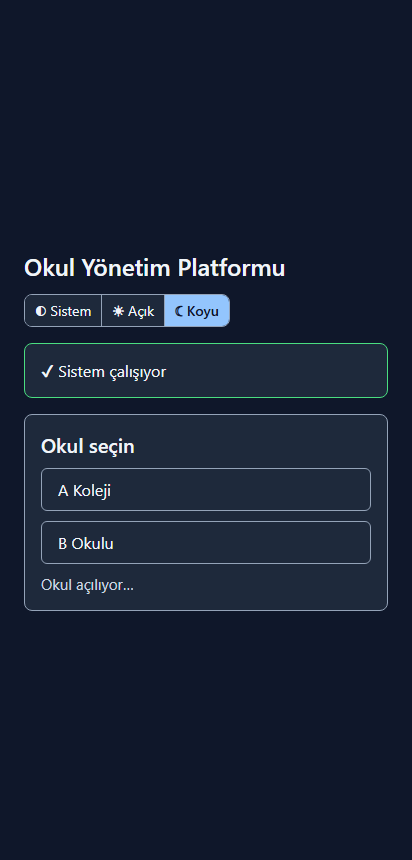 Okul Yönetim Platformu
◐ Sistem ☀ Açık ☾ Koyu
✓ Sistem çalışıyor
Okul seçin
A Koleji
B Okulu
Okul açılıyor...